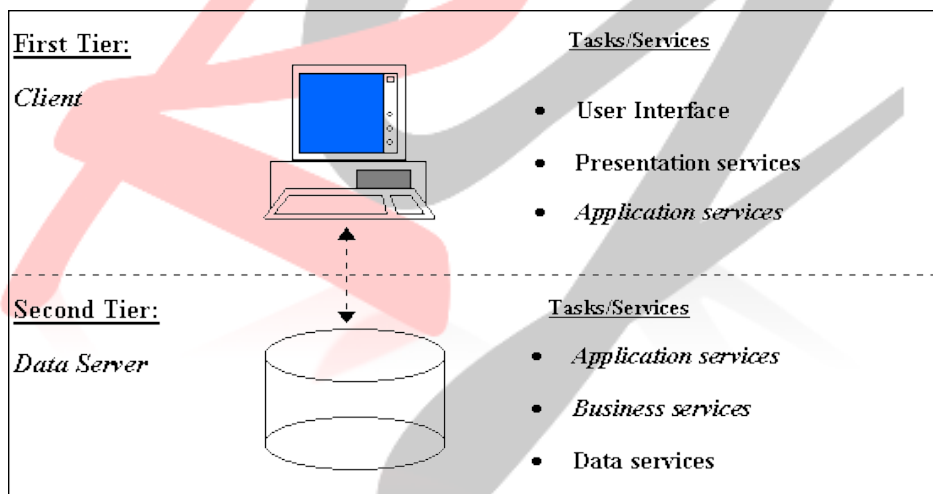 First Tier:
Tasks/Services
Client
• User Interface
• Presentation services
• Application services
Second Tier:
Tasks/Services
Data Server
• Application services
• Business services
• Data services